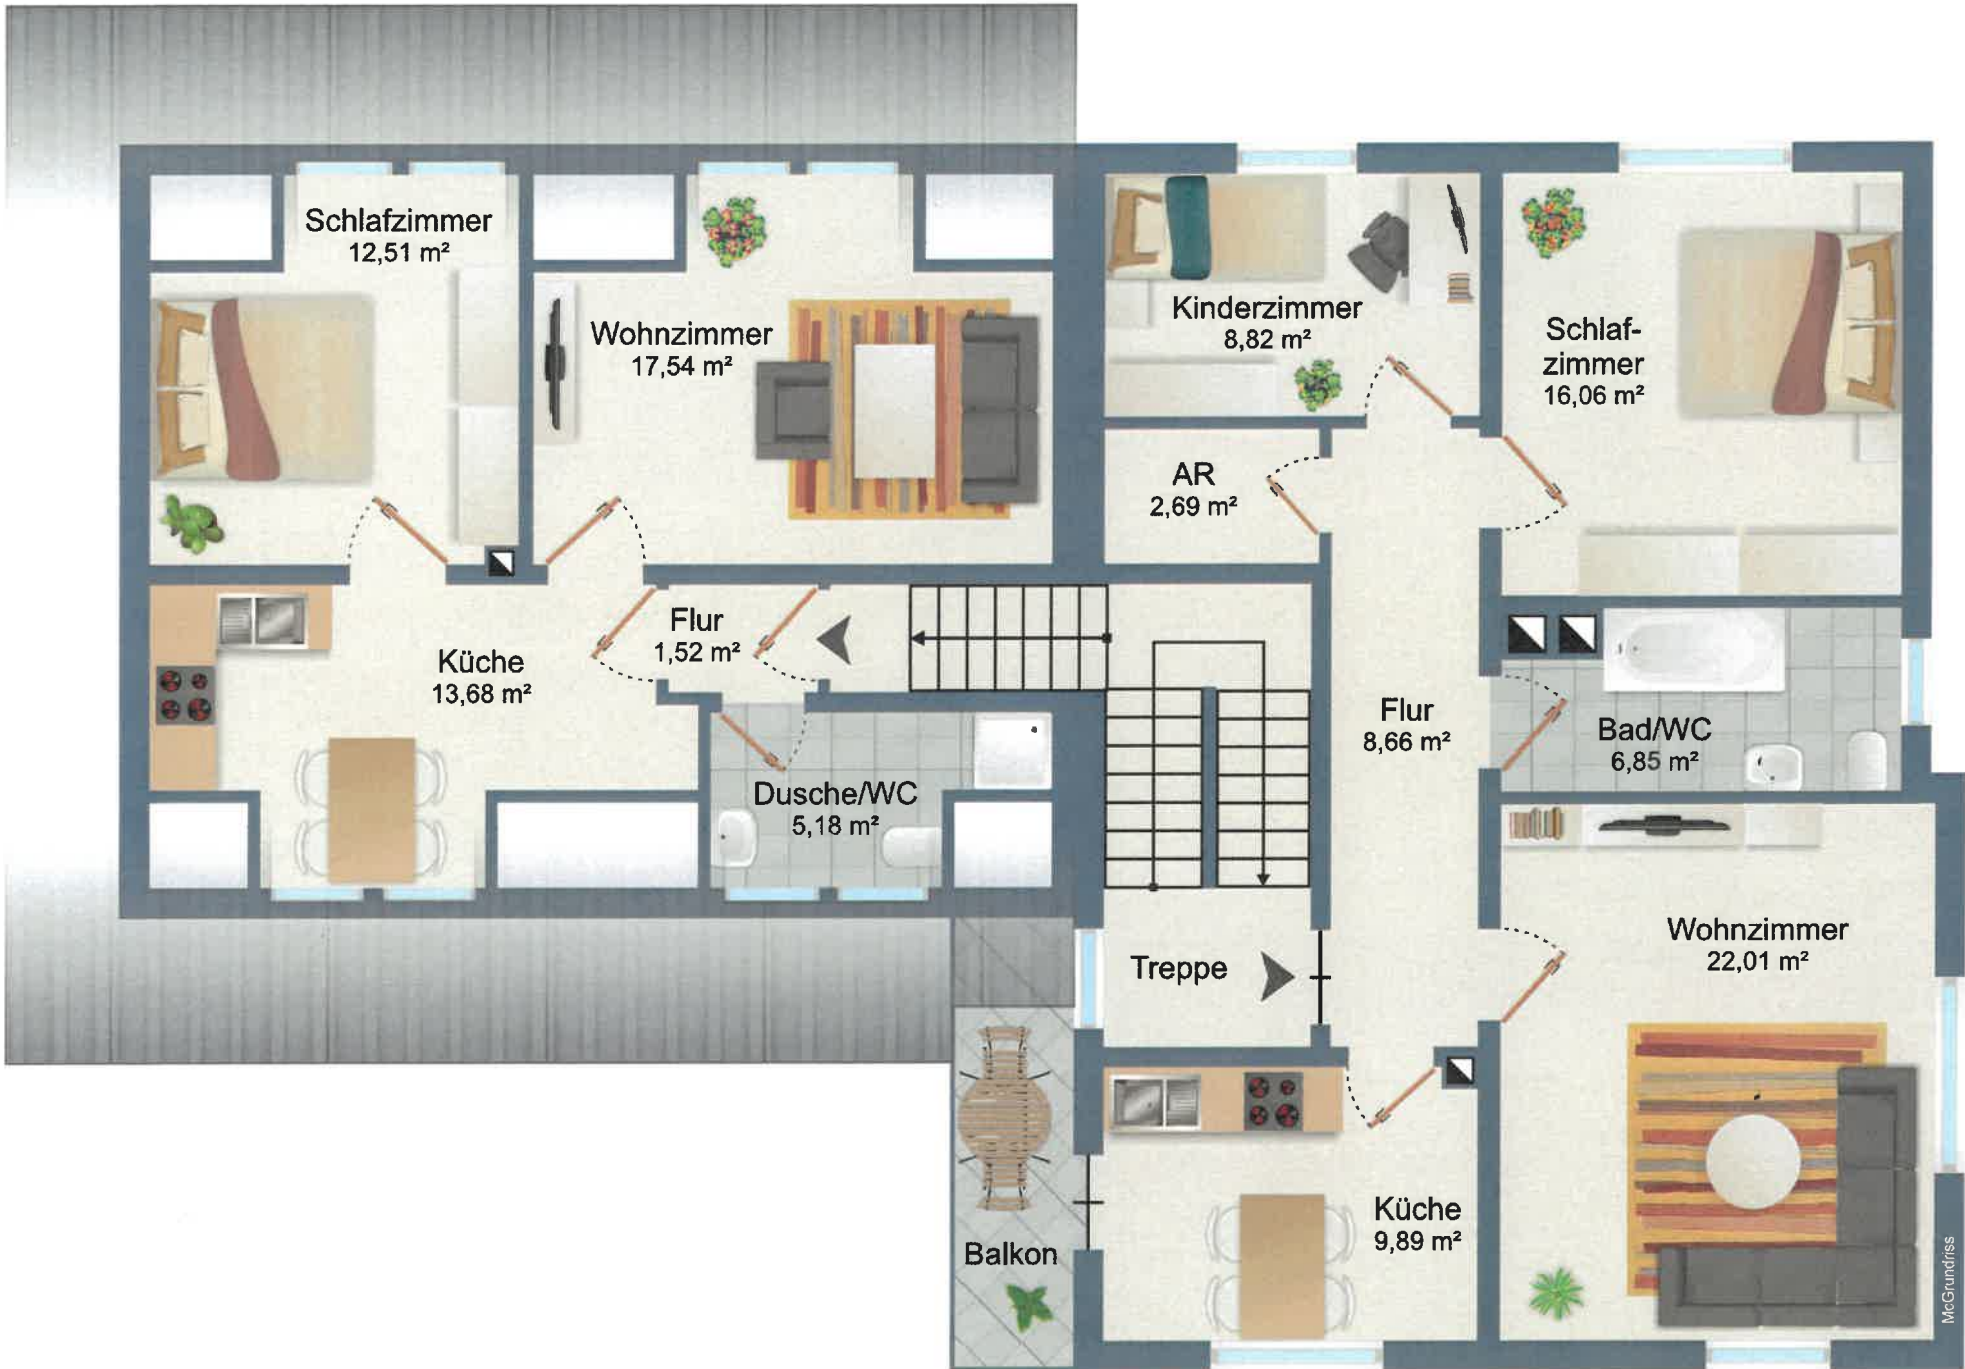 Schlafzimmer
12,51 m²
Wohnzimmer
17,54 m²
Kinderzimmer
8,82 m²
Schlaf-
zimmer
16,06 m²
AR
2,69 m²
Flur
1,52 m²
Küche
13,68 m²
Flur
8,66 m²
Bad/WC
6,85 m²
Dusche/WC
5,18 m²
Wohnzimmer
22,01 m²
Treppe
Küche
9,89 m²
Balkon
McGrundriss